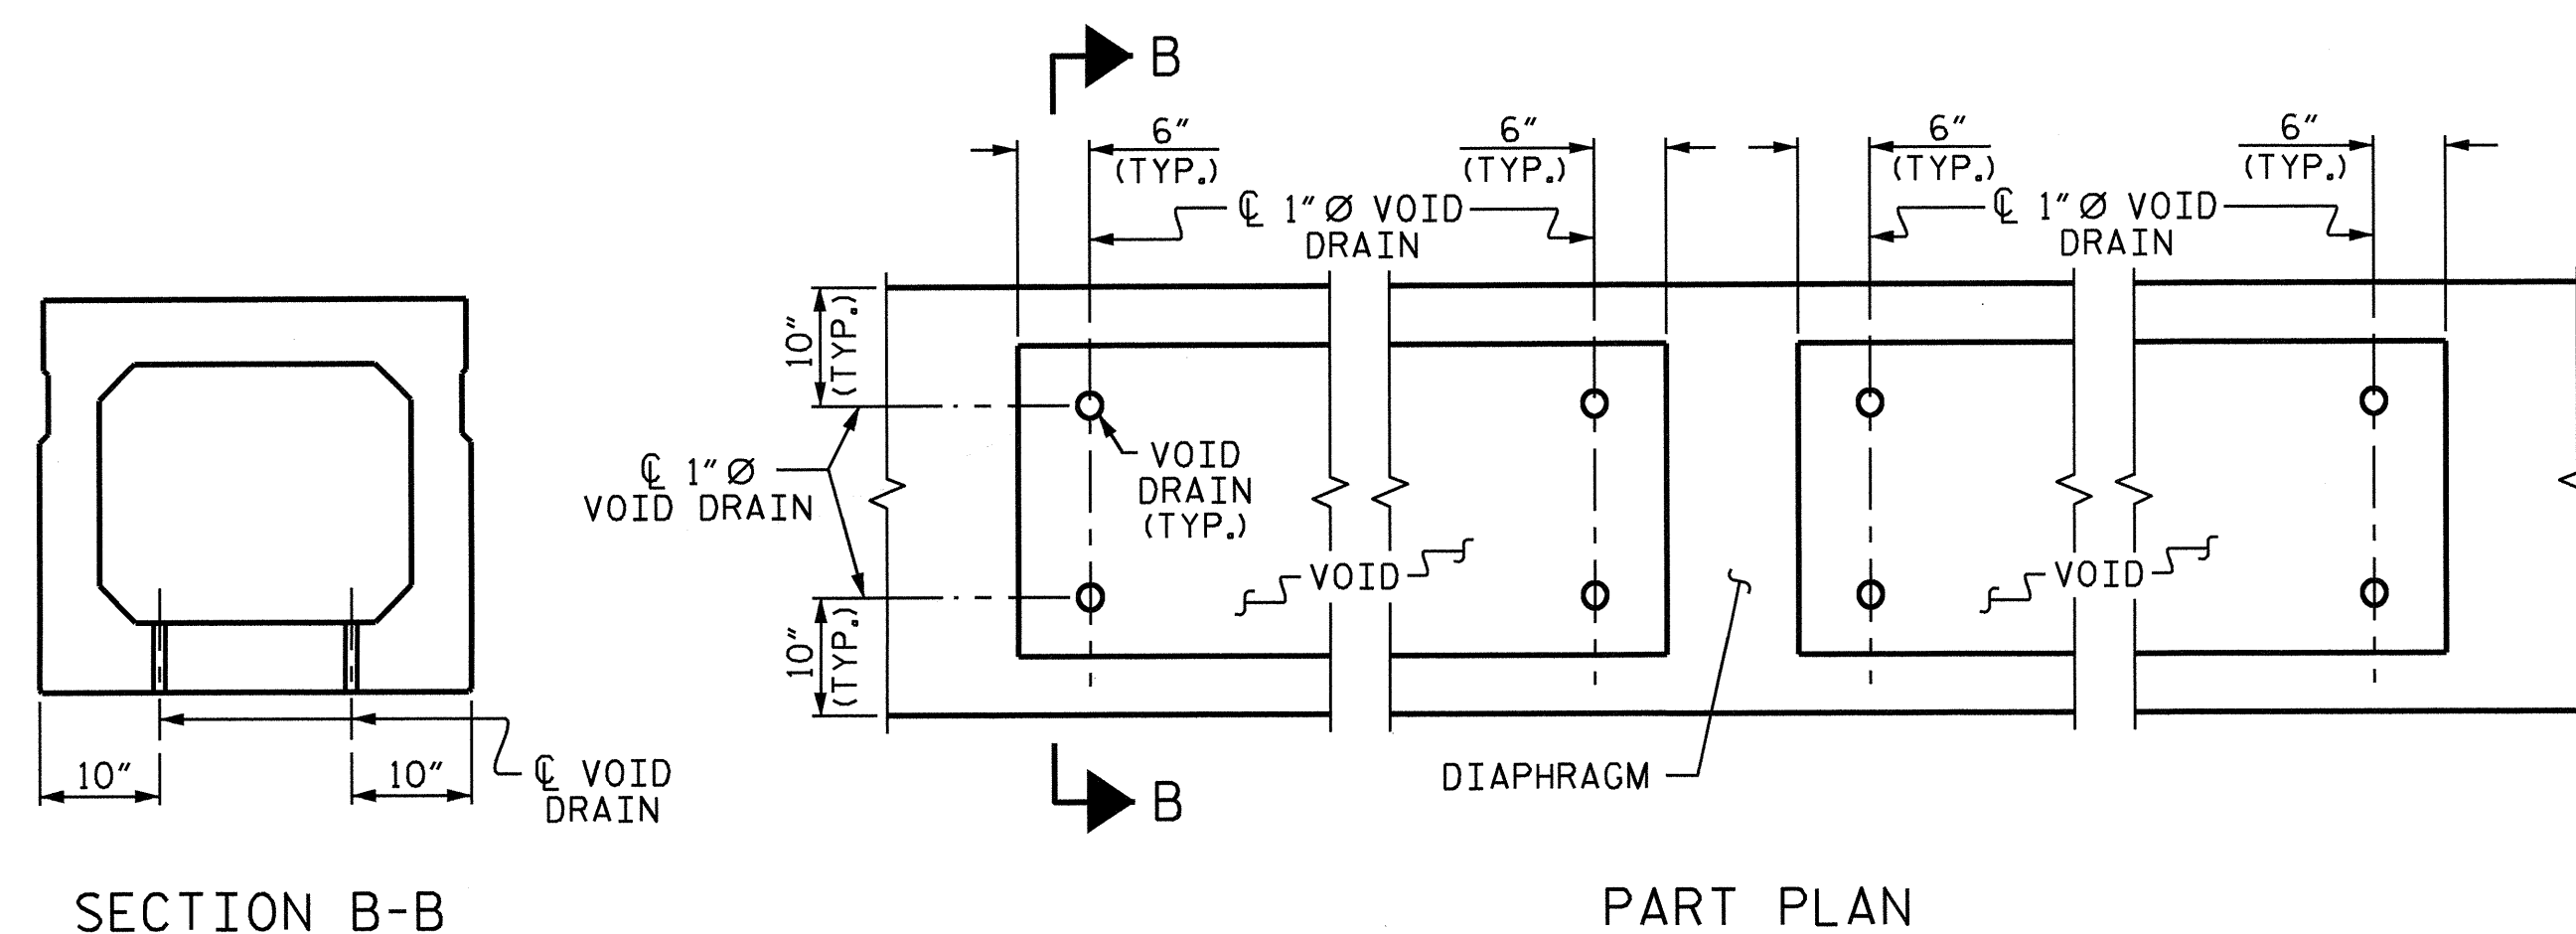 B
6" 6" 6" 6"
(TYP.) (TYP.) (TYP.) (TYP.)
℄ 1"Ø VOID
DRAIN
℄ 1"Ø VOID
DRAIN
10"
(TYP.)
℄ 1"Ø
VOID DRAIN
VOID
DRAIN
(TYP.)
VOID
VOID
10"
(TYP.)
10" 10"
℄ VOID
DRAIN
DIAPHRAGM
B
SECTION B-B
PART PLAN